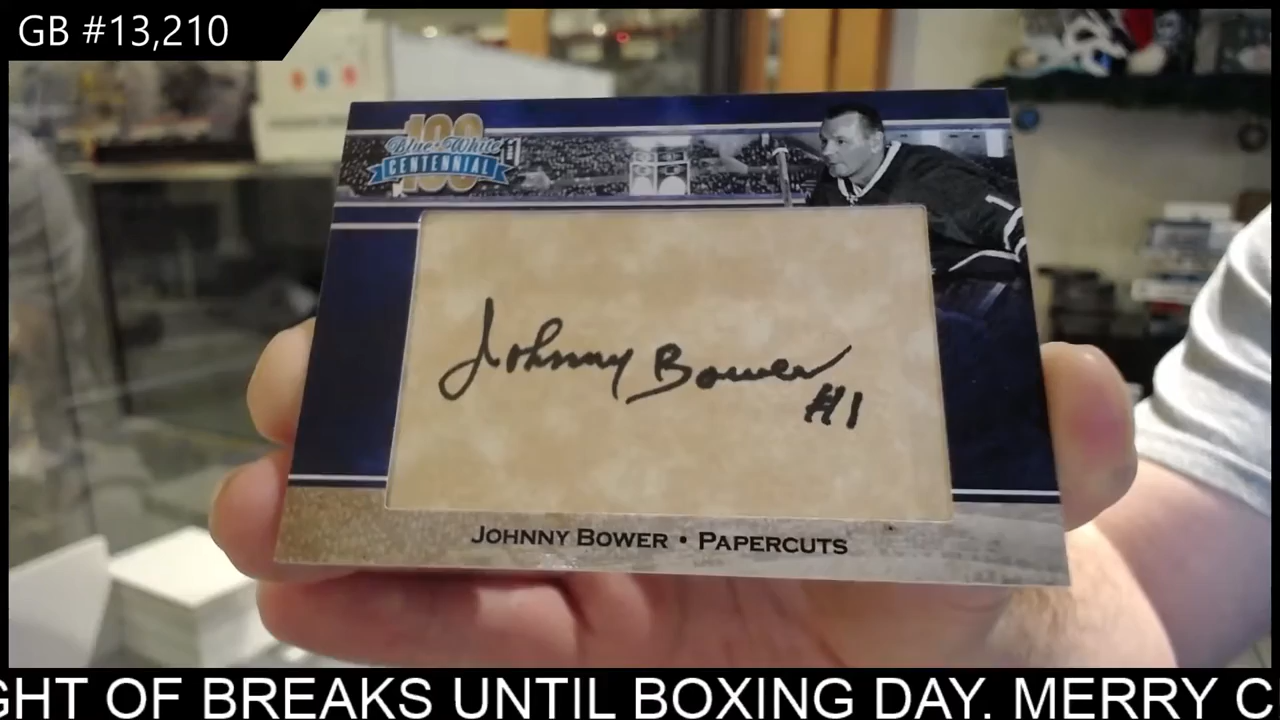 GB #13,210
100
Blue & White
CENTENNIAL
Johnny Bower
#1
JOHNNY BOWER • PAPERCUTS
GHT OF BREAKS UNTIL BOXING DAY. MERRY C